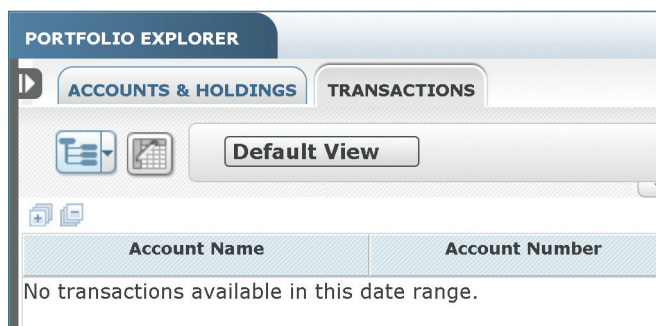 PORTFOLIO EXPLORER
ACCOUNTS & HOLDINGS TRANSACTIONS
Default View
Account Name Account Number
No transactions available in this date range.